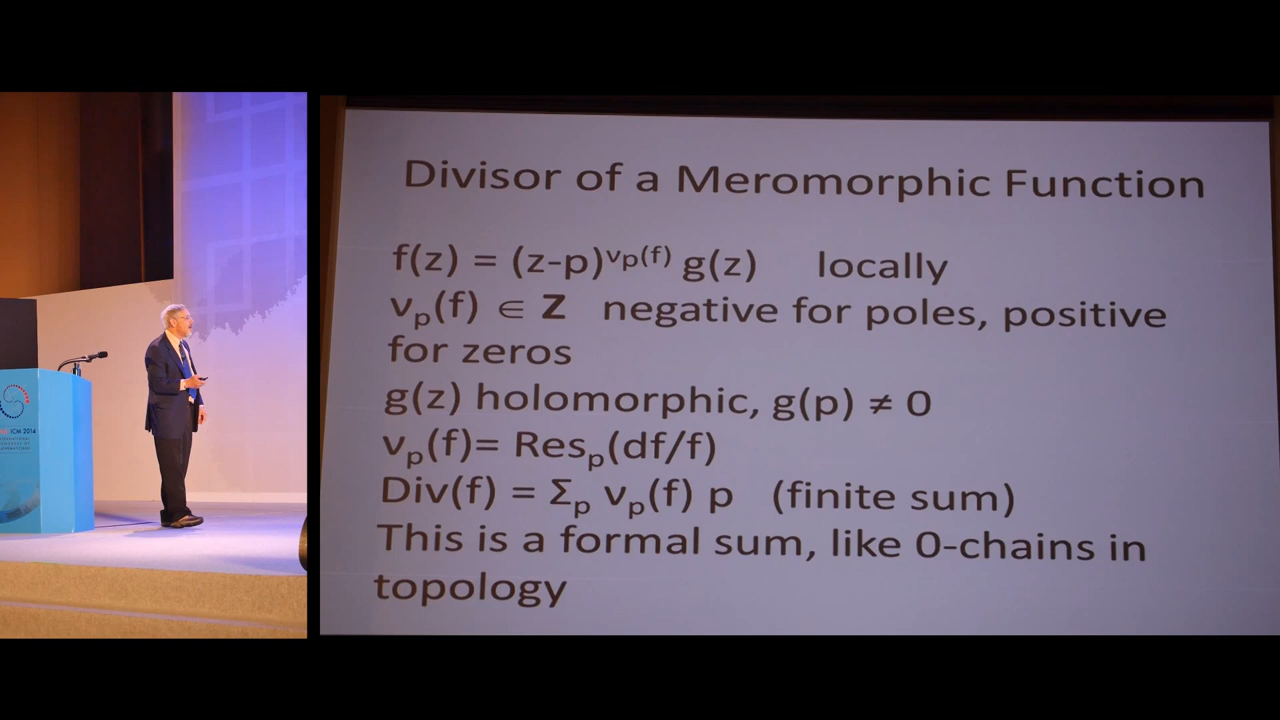 Divisor of a Meromorphic Function
f(z) = (z-p)^νp(f) g(z) locally
νp(f) ∈ Z negative for poles, positive
for zeros
g(z) holomorphic, g(p) ≠ 0
νp(f)= Resp(df/f)
Div(f) = Σp νp(f) p (finite sum)
This is a formal sum, like 0-chains in
topology
ICM 2014